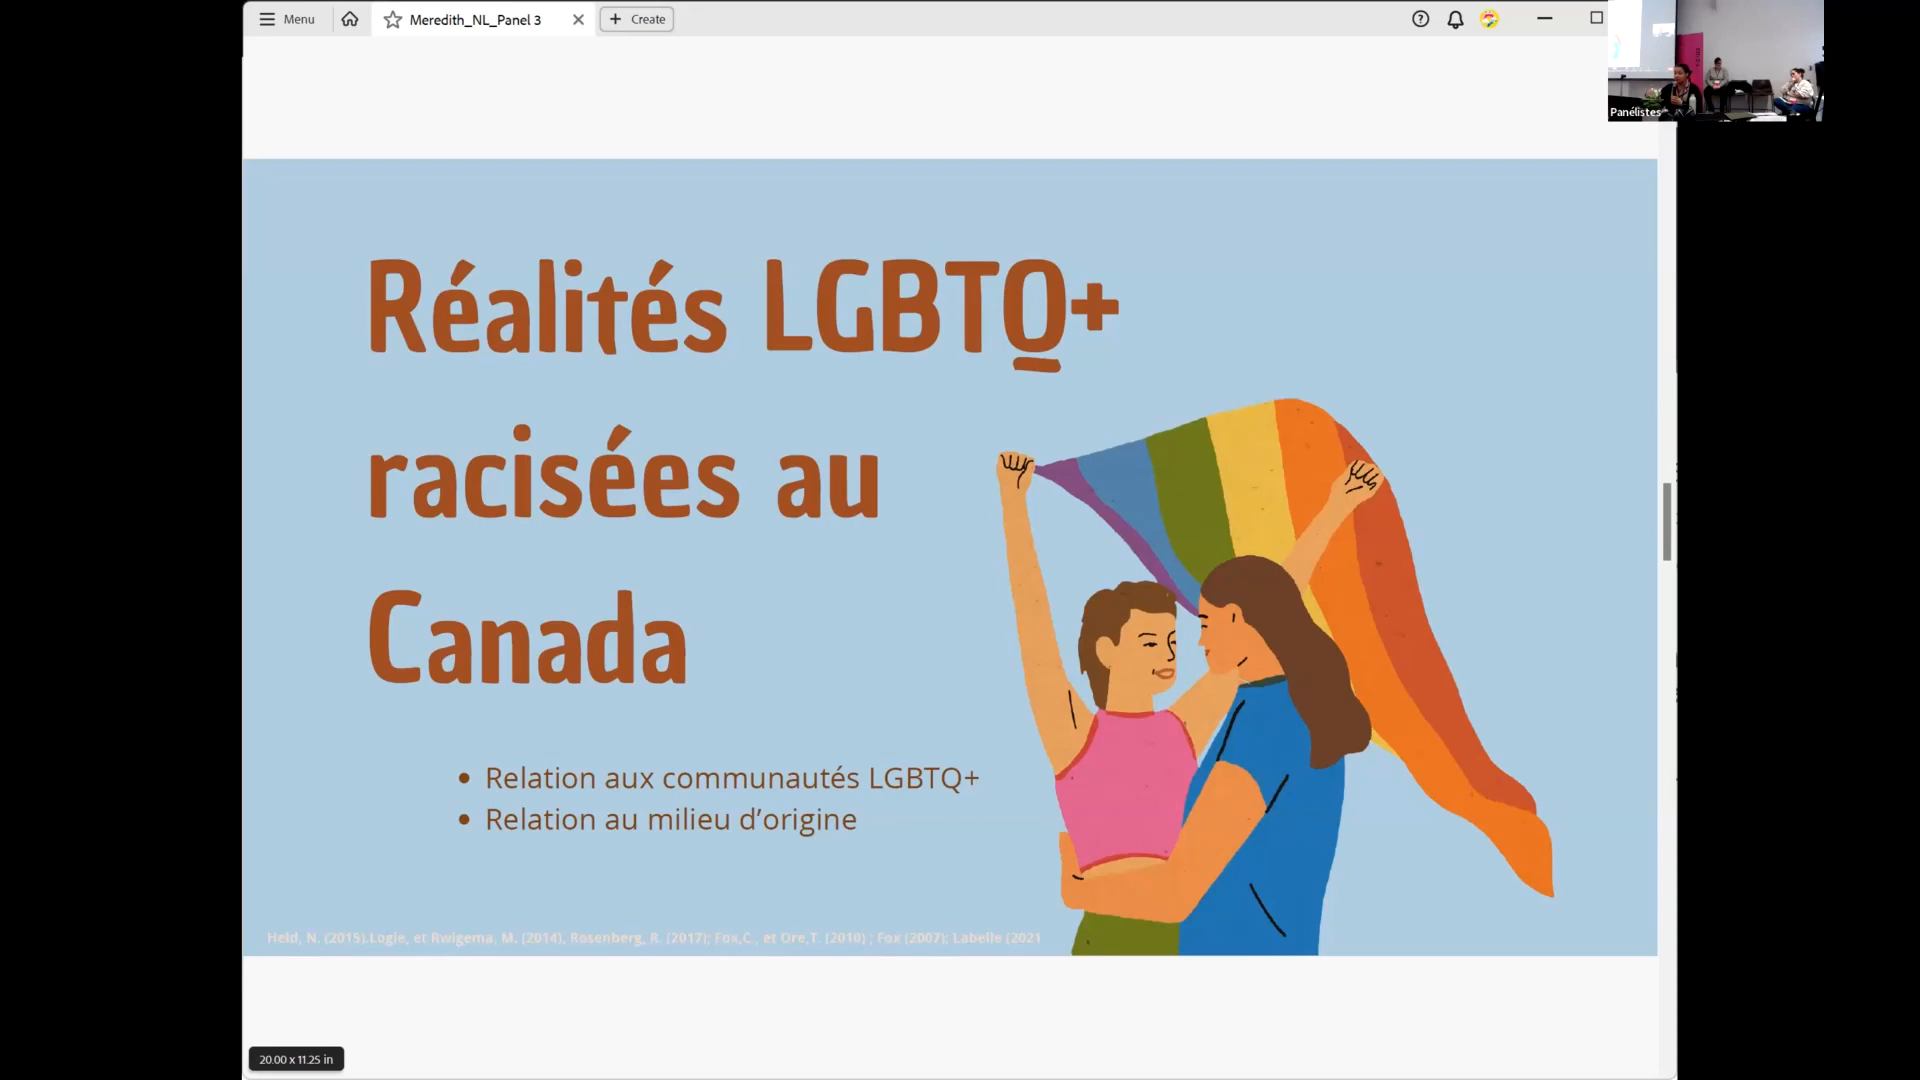 Menu
Meredith_NL_Panel 3
Create
Panélistes
Réalités LGBTQ+
racisées au
Canada
Relation aux communautés LGBTQ+
Relation au milieu d'origine
Held, N. (2015).Logie, et Rwigema, M. (2014), Rosenberg, R. (2017); Fox,C., et Ore,T. (2010) ; Fox (2007); Labelle (2021
20.00 x 11.25 in